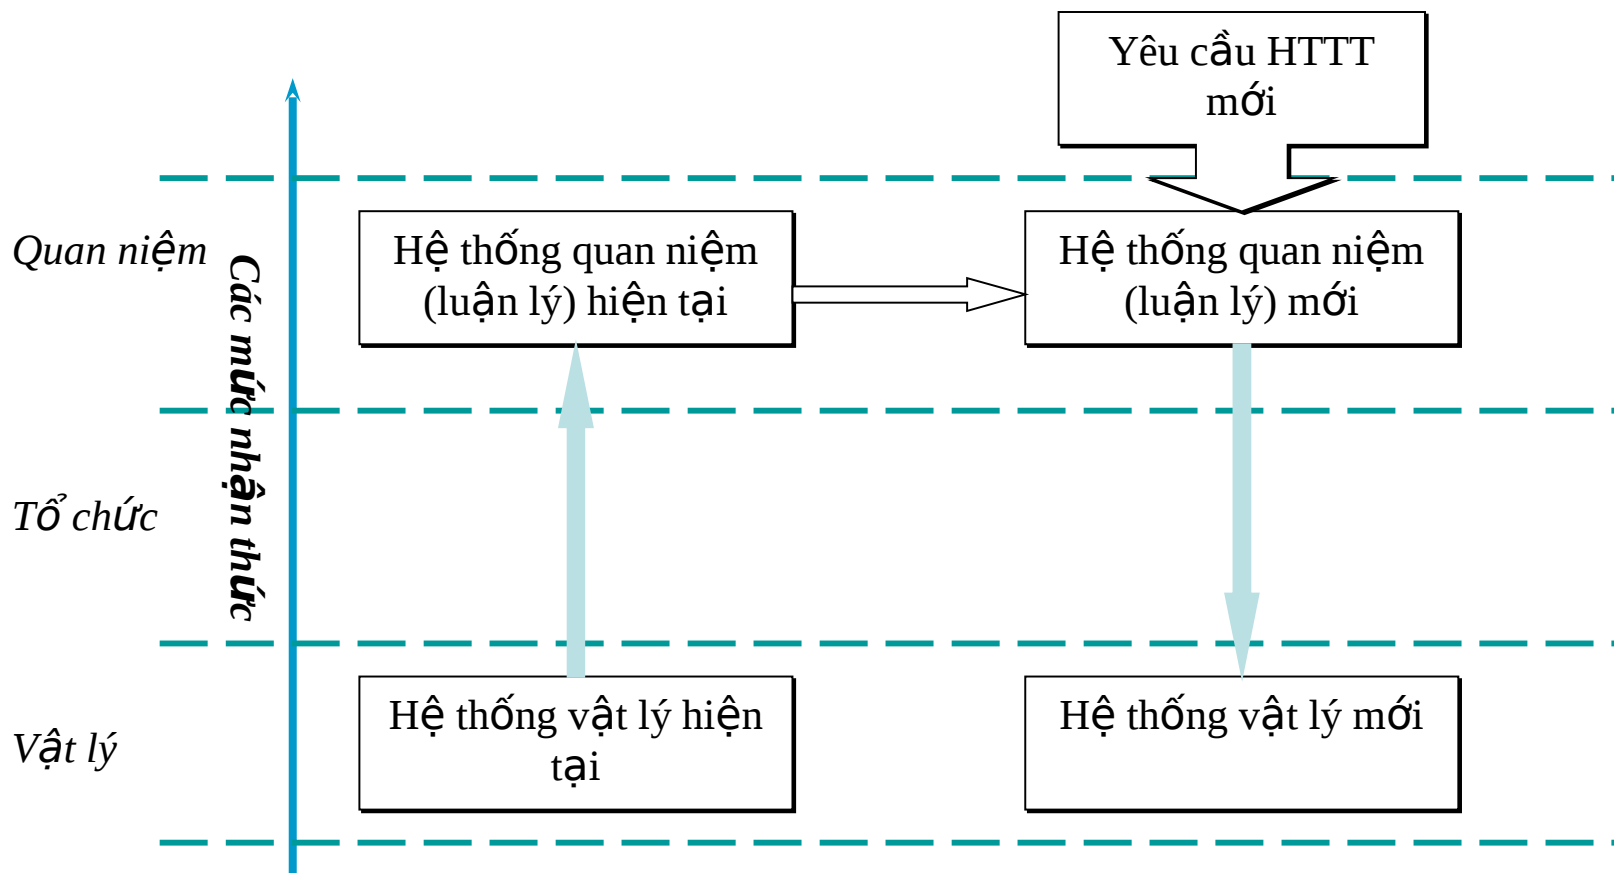 Yêu cầu HTTT
mới
Quan niệm
Các mức nhận thức
Hệ thống quan niệm
(luận lý) hiện tại
Hệ thống quan niệm
(luận lý) mới
Tổ chức
Vật lý
Hệ thống vật lý hiện
tại
Hệ thống vật lý mới